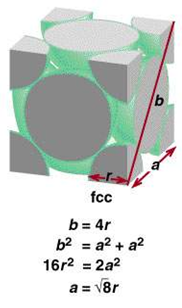 b
r
a
fcc
b = 4r
b² = a² + a²
16r² = 2a²
a = √8r